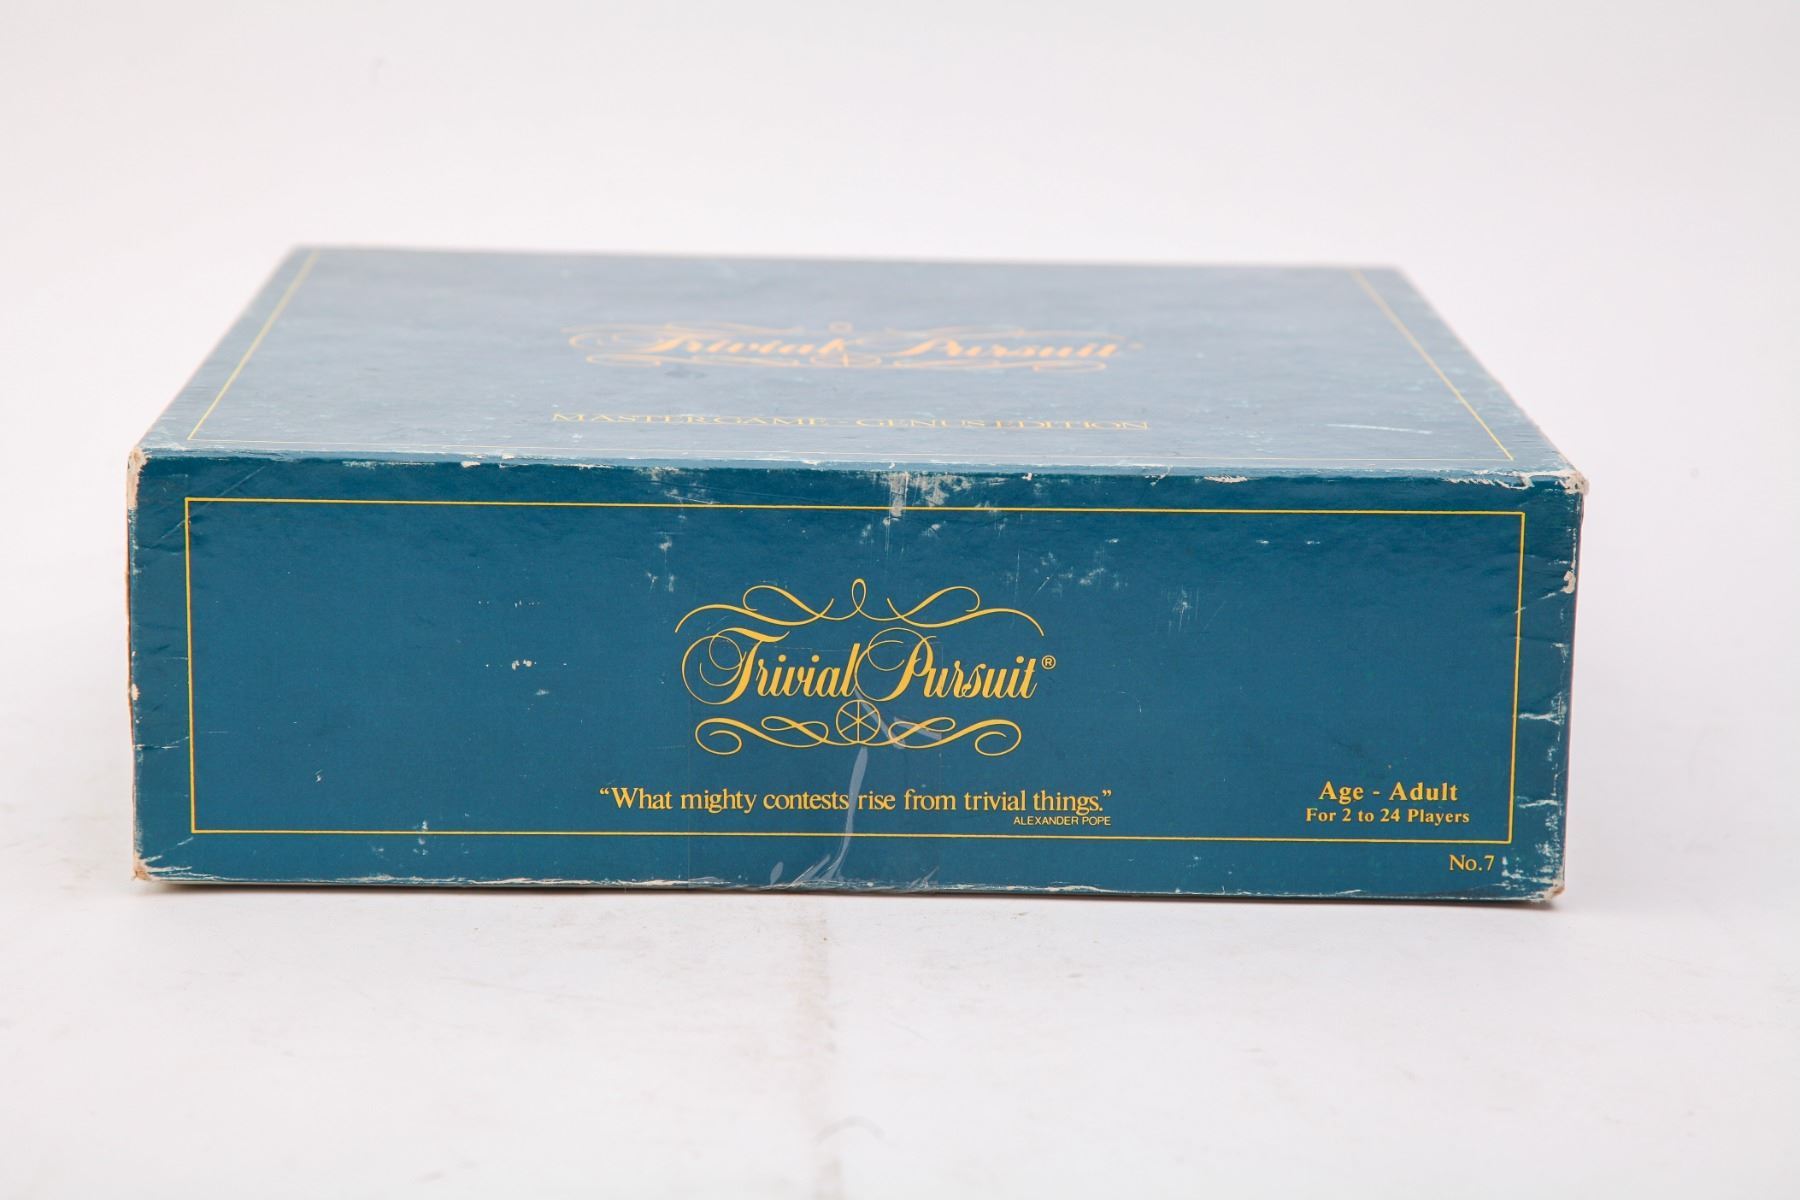 Trivial Pursuit
MASTER GAME - GENUS EDITION
Trivial Pursuit®
“What mighty contests rise from trivial things.”
ALEXANDER POPE
Age - Adult
For 2 to 24 Players
No.7